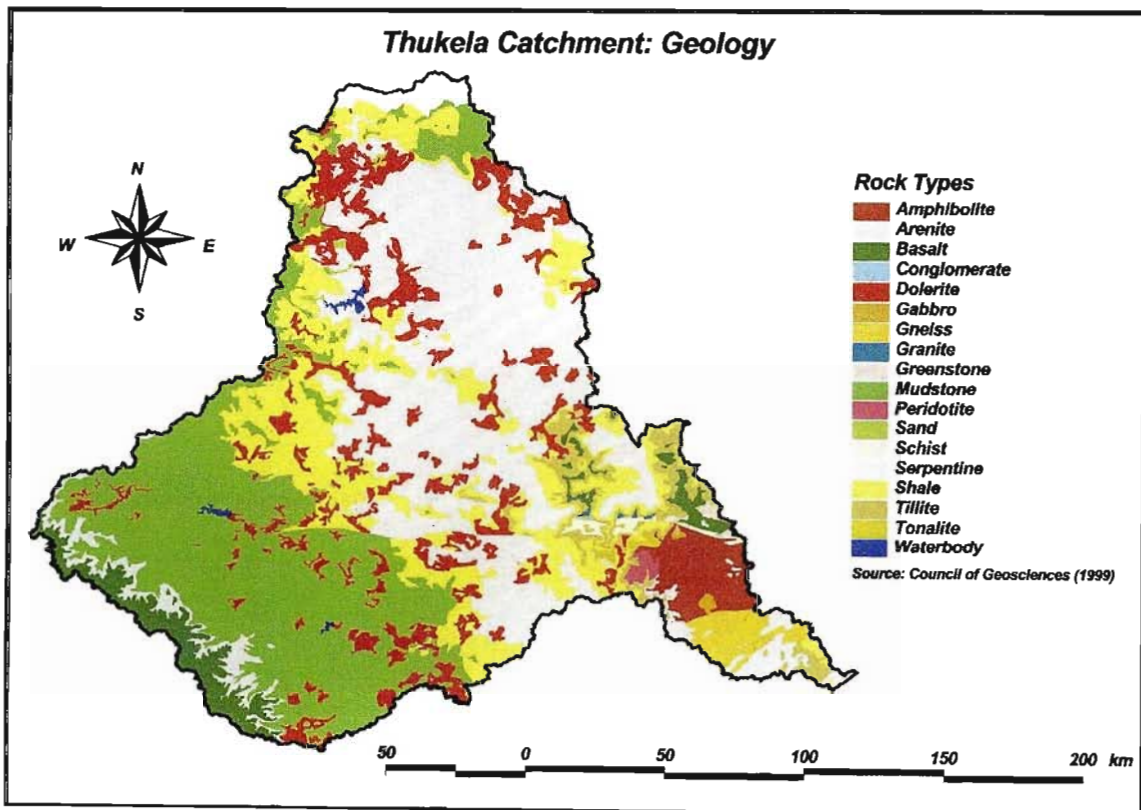 Thukela Catchment: Geology
N
W E
S
Rock Types
Amphibolite
Arenite
Basalt
Conglomerate
Dolerite
Gabbro
Gneiss
Granite
Greenstone
Mudstone
Peridotite
Sand
Schist
Serpentine
Shale
Tillite
Tonalite
Waterbody
Source: Council of Geosciences (1999)
50 0 50 100 150 200 km